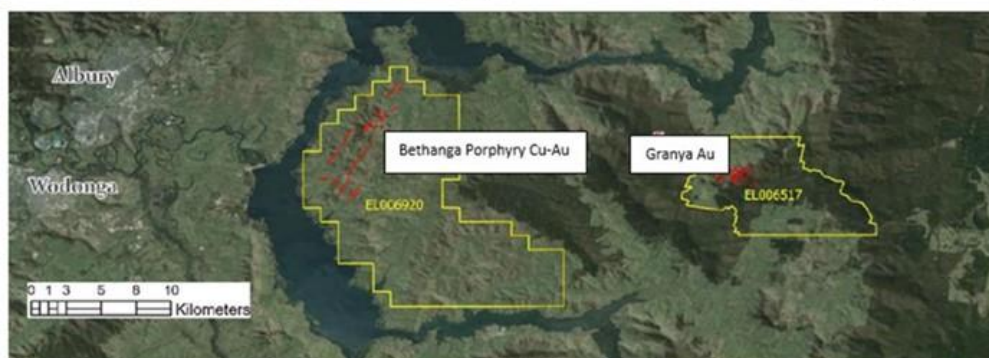 Albury
Bethanga Porphyry Cu-Au
Granya Au
Wodonga
EL006920
EL006517
0 1 3 5 8 10
Kilometers